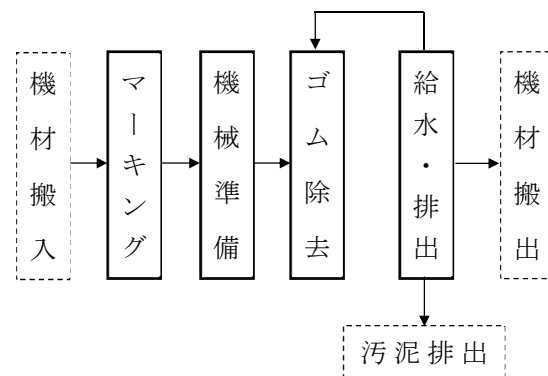 機材搬入
マーキング
機械準備
ゴム除去
給水・排出
機材搬出
汚泥排出